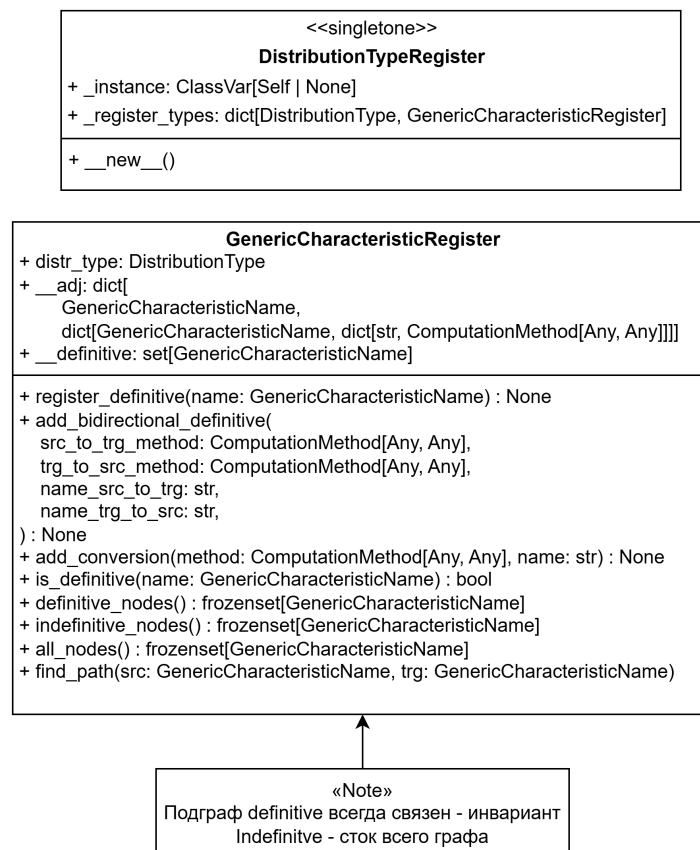 <<singletone>>
DistributionTypeRegister
+ _instance: ClassVar[Self | None]
+ _register_types: dict[DistributionType, GenericCharacteristicRegister]
+ __new__()
GenericCharacteristicRegister
+ distr_type: DistributionType
+ __adj: dict[
GenericCharacteristicName,
dict[GenericCharacteristicName, dict[str, ComputationMethod[Any, Any]]]]
+ __definitive: set[GenericCharacteristicName]
+ register_definitive(name: GenericCharacteristicName) : None
+ add_bidirectional_definitive(
src_to_trg_method: ComputationMethod[Any, Any],
trg_to_src_method: ComputationMethod[Any, Any],
name_src_to_trg: str,
name_trg_to_src: str,
) : None
+ add_conversion(method: ComputationMethod[Any, Any], name: str) : None
+ is_definitive(name: GenericCharacteristicName) : bool
+ definitive_nodes() : frozenset[GenericCharacteristicName]
+ indefinitive_nodes() : frozenset[GenericCharacteristicName]
+ all_nodes() : frozenset[GenericCharacteristicName]
+ find_path(src: GenericCharacteristicName, trg: GenericCharacteristicName)
«Note»
Подграф definitive всегда связен - инвариант
Indefinitve - сток всего графа